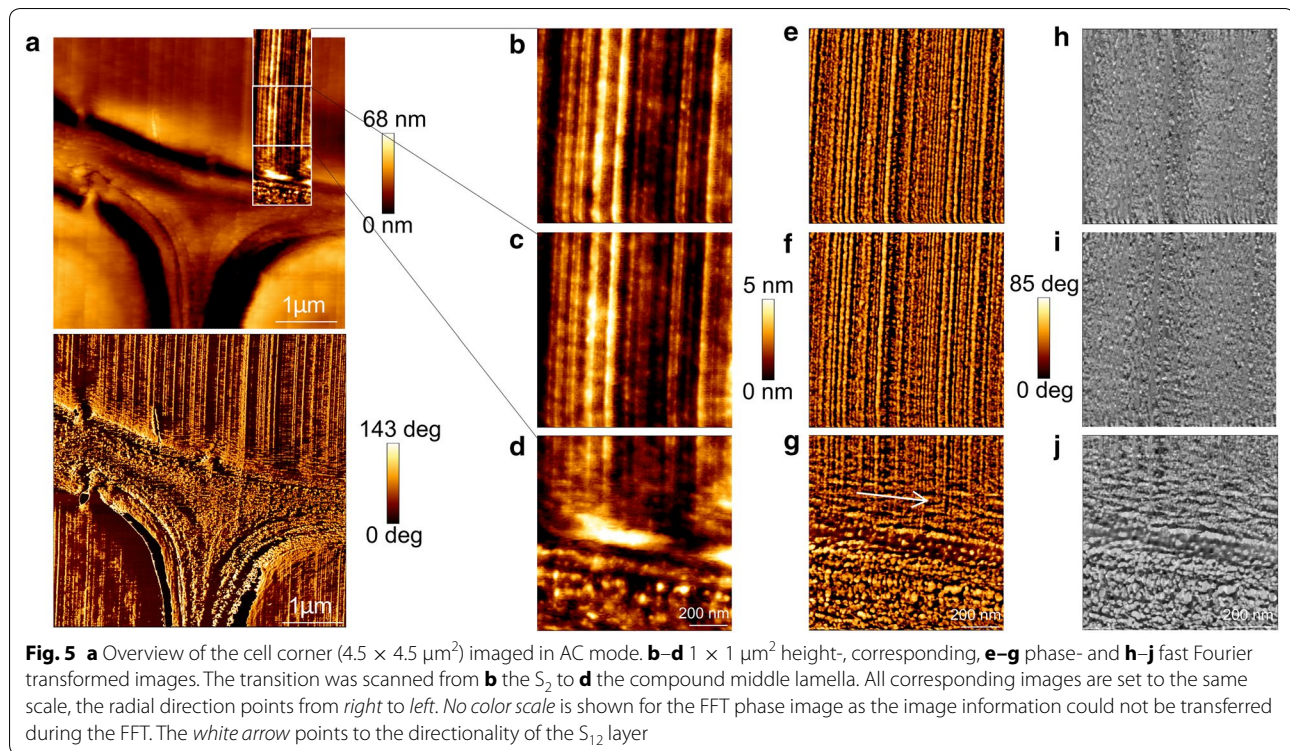 a
68 nm
0 nm
1µm
143 deg
0 deg
1µm
b
c
d
200 nm
5 nm
0 nm
e
f
g
200 nm
85 deg
0 deg
h
i
j
200 nm
Fig. 5 a Overview of the cell corner (4.5 × 4.5 µm²) imaged in AC mode. b–d 1 × 1 µm² height-, corresponding, e–g phase- and h–j fast Fourier
transformed images. The transition was scanned from b the S₂ to d the compound middle lamella. All corresponding images are set to the same
scale, the radial direction points from right to left. No color scale is shown for the FFT phase image as the image information could not be transferred
during the FFT. The white arrow points to the directionality of the S₁₂ layer